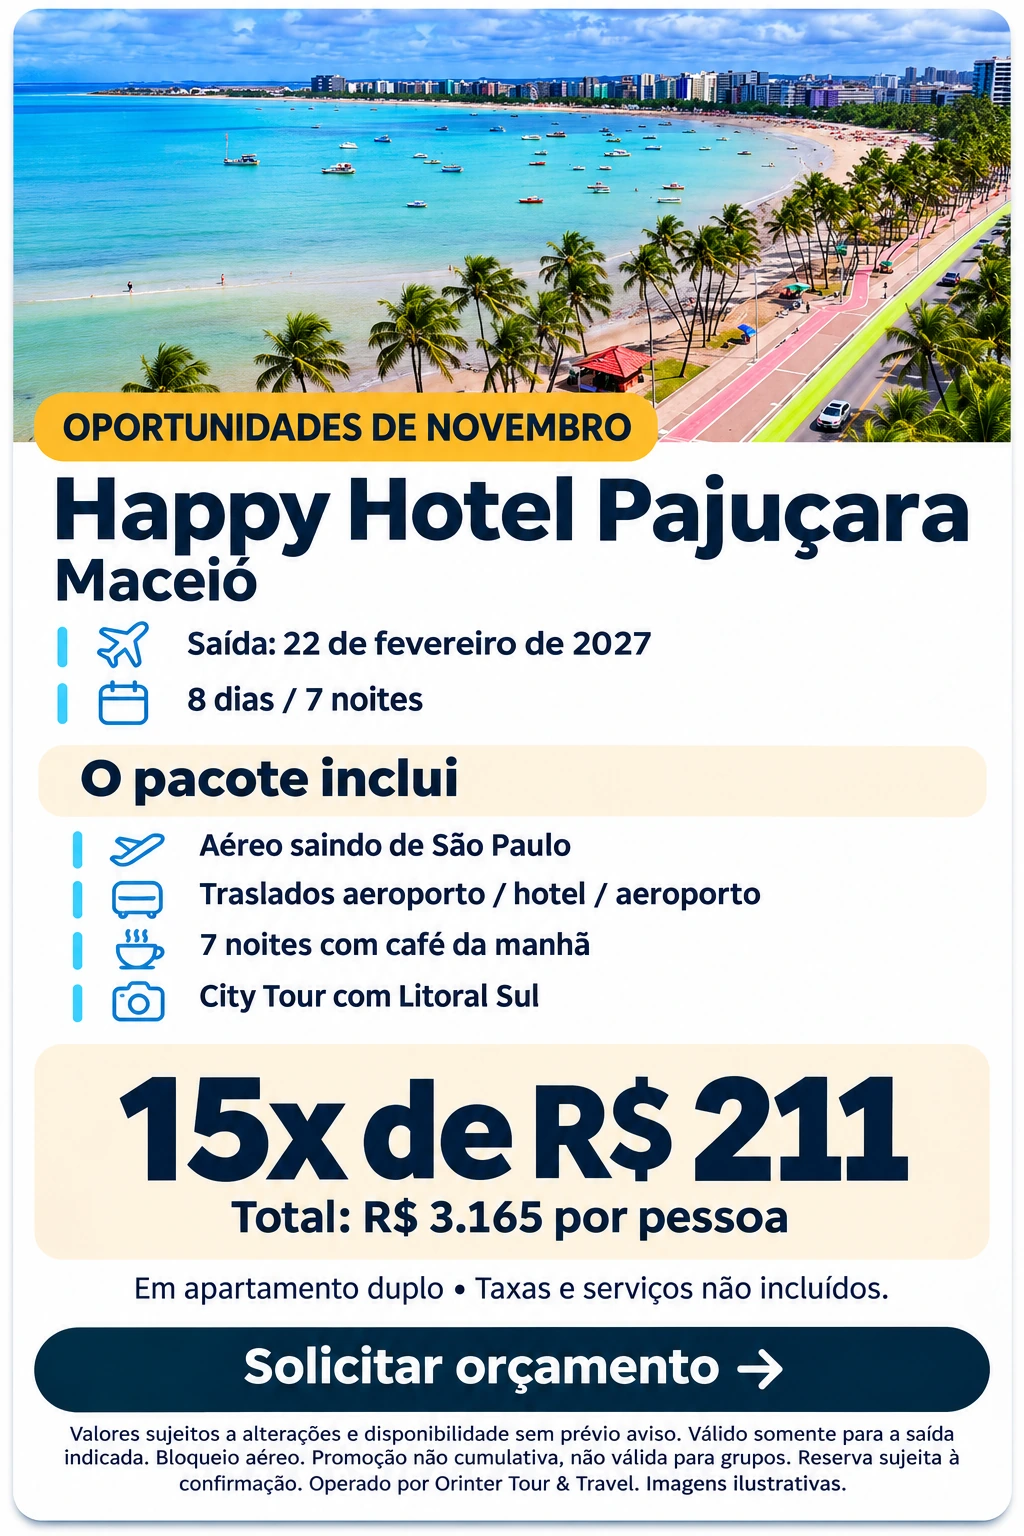 OPORTUNIDADES DE NOVEMBRO
Happy Hotel Pajuçara
Maceió
Saída: 22 de fevereiro de 2027
8 dias / 7 noites
O pacote inclui
Aéreo saindo de São Paulo
Traslados aeroporto / hotel / aeroporto
7 noites com café da manhã
City Tour com Litoral Sul
15x de R$ 211
Total: R$ 3.165 por pessoa
Em apartamento duplo • Taxas e serviços não incluídos.
Solicitar orçamento →
Valores sujeitos a alterações e disponibilidade sem prévio aviso. Válido somente para a saída
indicada. Bloqueio aéreo. Promoção não cumulativa, não válida para grupos. Reserva sujeita à
confirmação. Operado por Orinter Tour & Travel. Imagens ilustrativas.